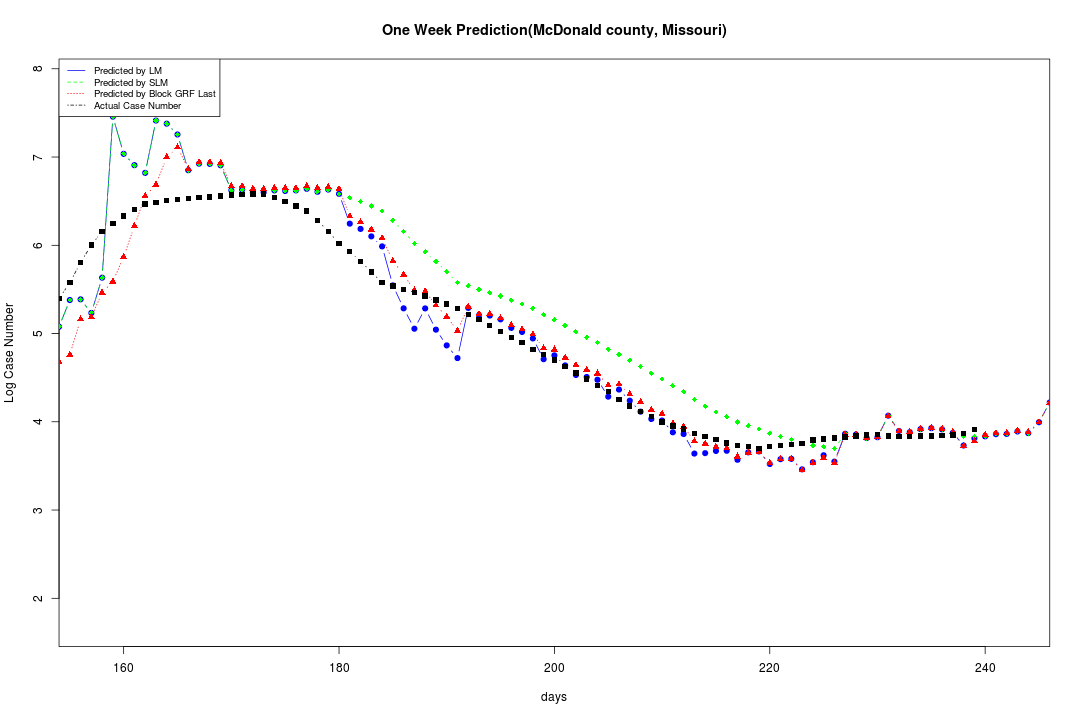 One Week Prediction(McDonald county, Missouri)
Predicted by LM
Predicted by SLM
Predicted by Block GRF Last
Actual Case Number
8
7
6
5
4
3
2
Log Case Number
160 180 200 220 240
days